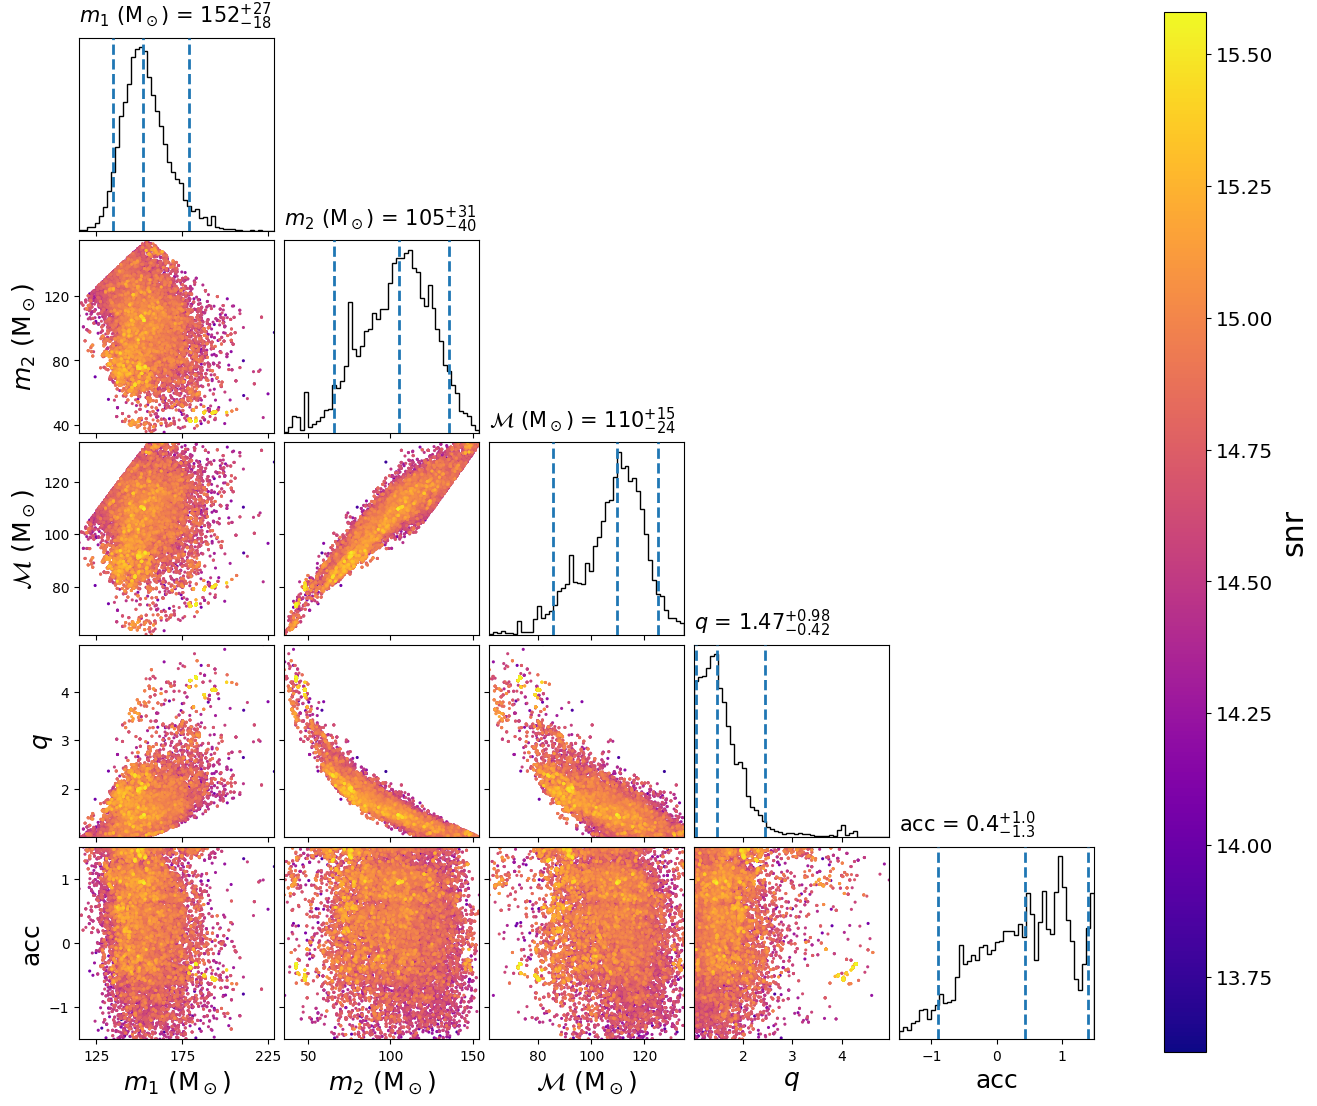 m₁ (M⊙) = 152⁺²⁷₋₁₈
m₂ (M⊙) = 105⁺³¹₋₄₀
ℳ (M⊙) = 110⁺¹⁵₋₂₄
q = 1.47⁺⁰·⁹⁸₋₀.₄₂
acc = 0.4⁺¹·⁰₋₁.₃
m₂ (M⊙)
120
80
40
ℳ (M⊙)
120
100
80
q
4
3
2
acc
1
0
−1
125
175
225
m₁ (M⊙)
50
100
150
m₂ (M⊙)
80
100
120
ℳ (M⊙)
2
3
4
q
−1
0
1
acc
15.50
15.25
15.00
14.75
14.50
14.25
14.00
13.75
snr